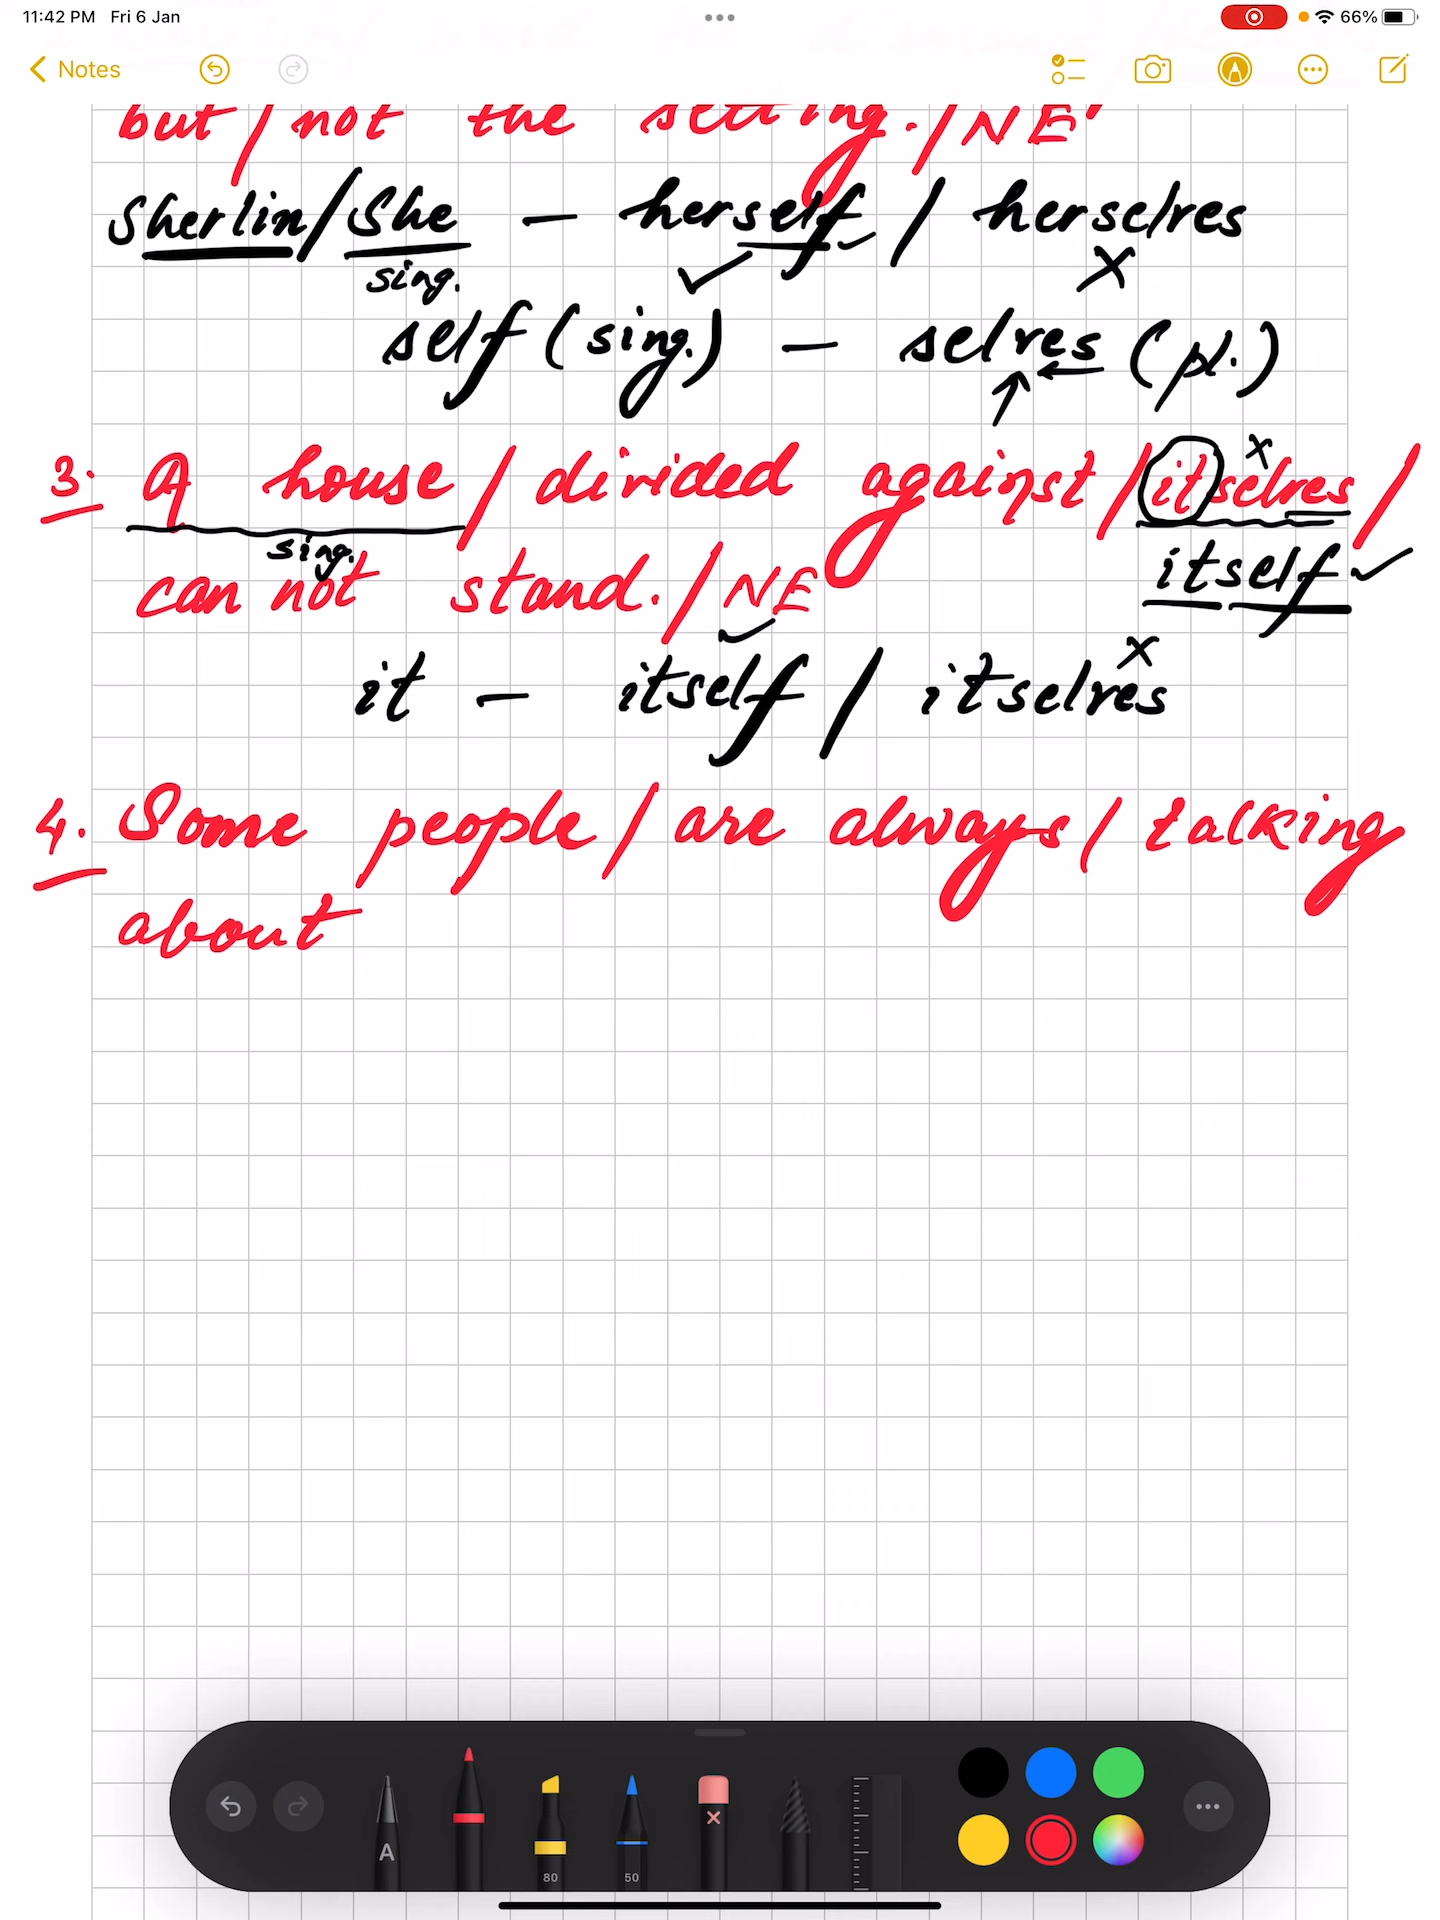 11:42 PM Fri 6 Jan 66%
Notes
but / not the setting. / NE
Sherlin / She - herself / herselves
sing.
self (sing.) - selves (pl.)
3. A house / divided against / itselves /
sing.
itself
can not stand. / NE
it - itself / itselves
4. Some people / are always / talking
about
A 80 50